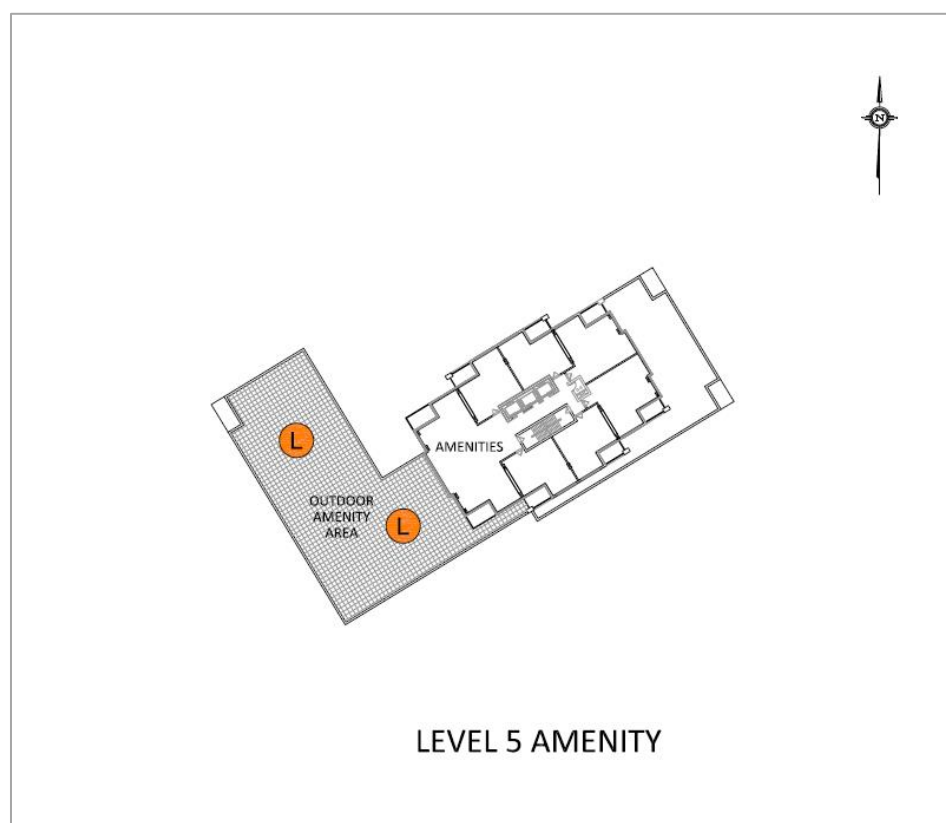 N
L
AMENITIES
OUTDOOR
AMENITY
AREA
L
LEVEL 5 AMENITY